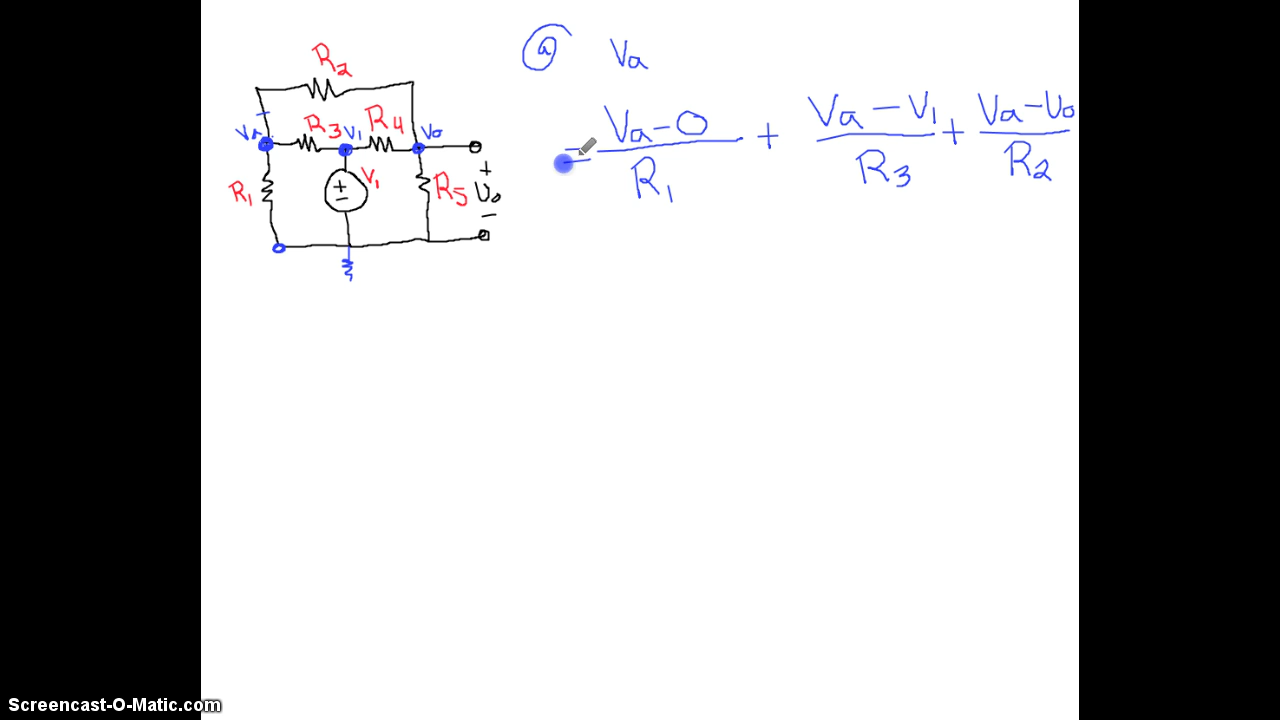 R2
Va R3 V1 R4 Vo
R1 + − V1 R5 + Vo −
(a) Va
= Va-0/R1 + Va-V1/R3 + Va-Vo/R2
Screencast-O-Matic.com